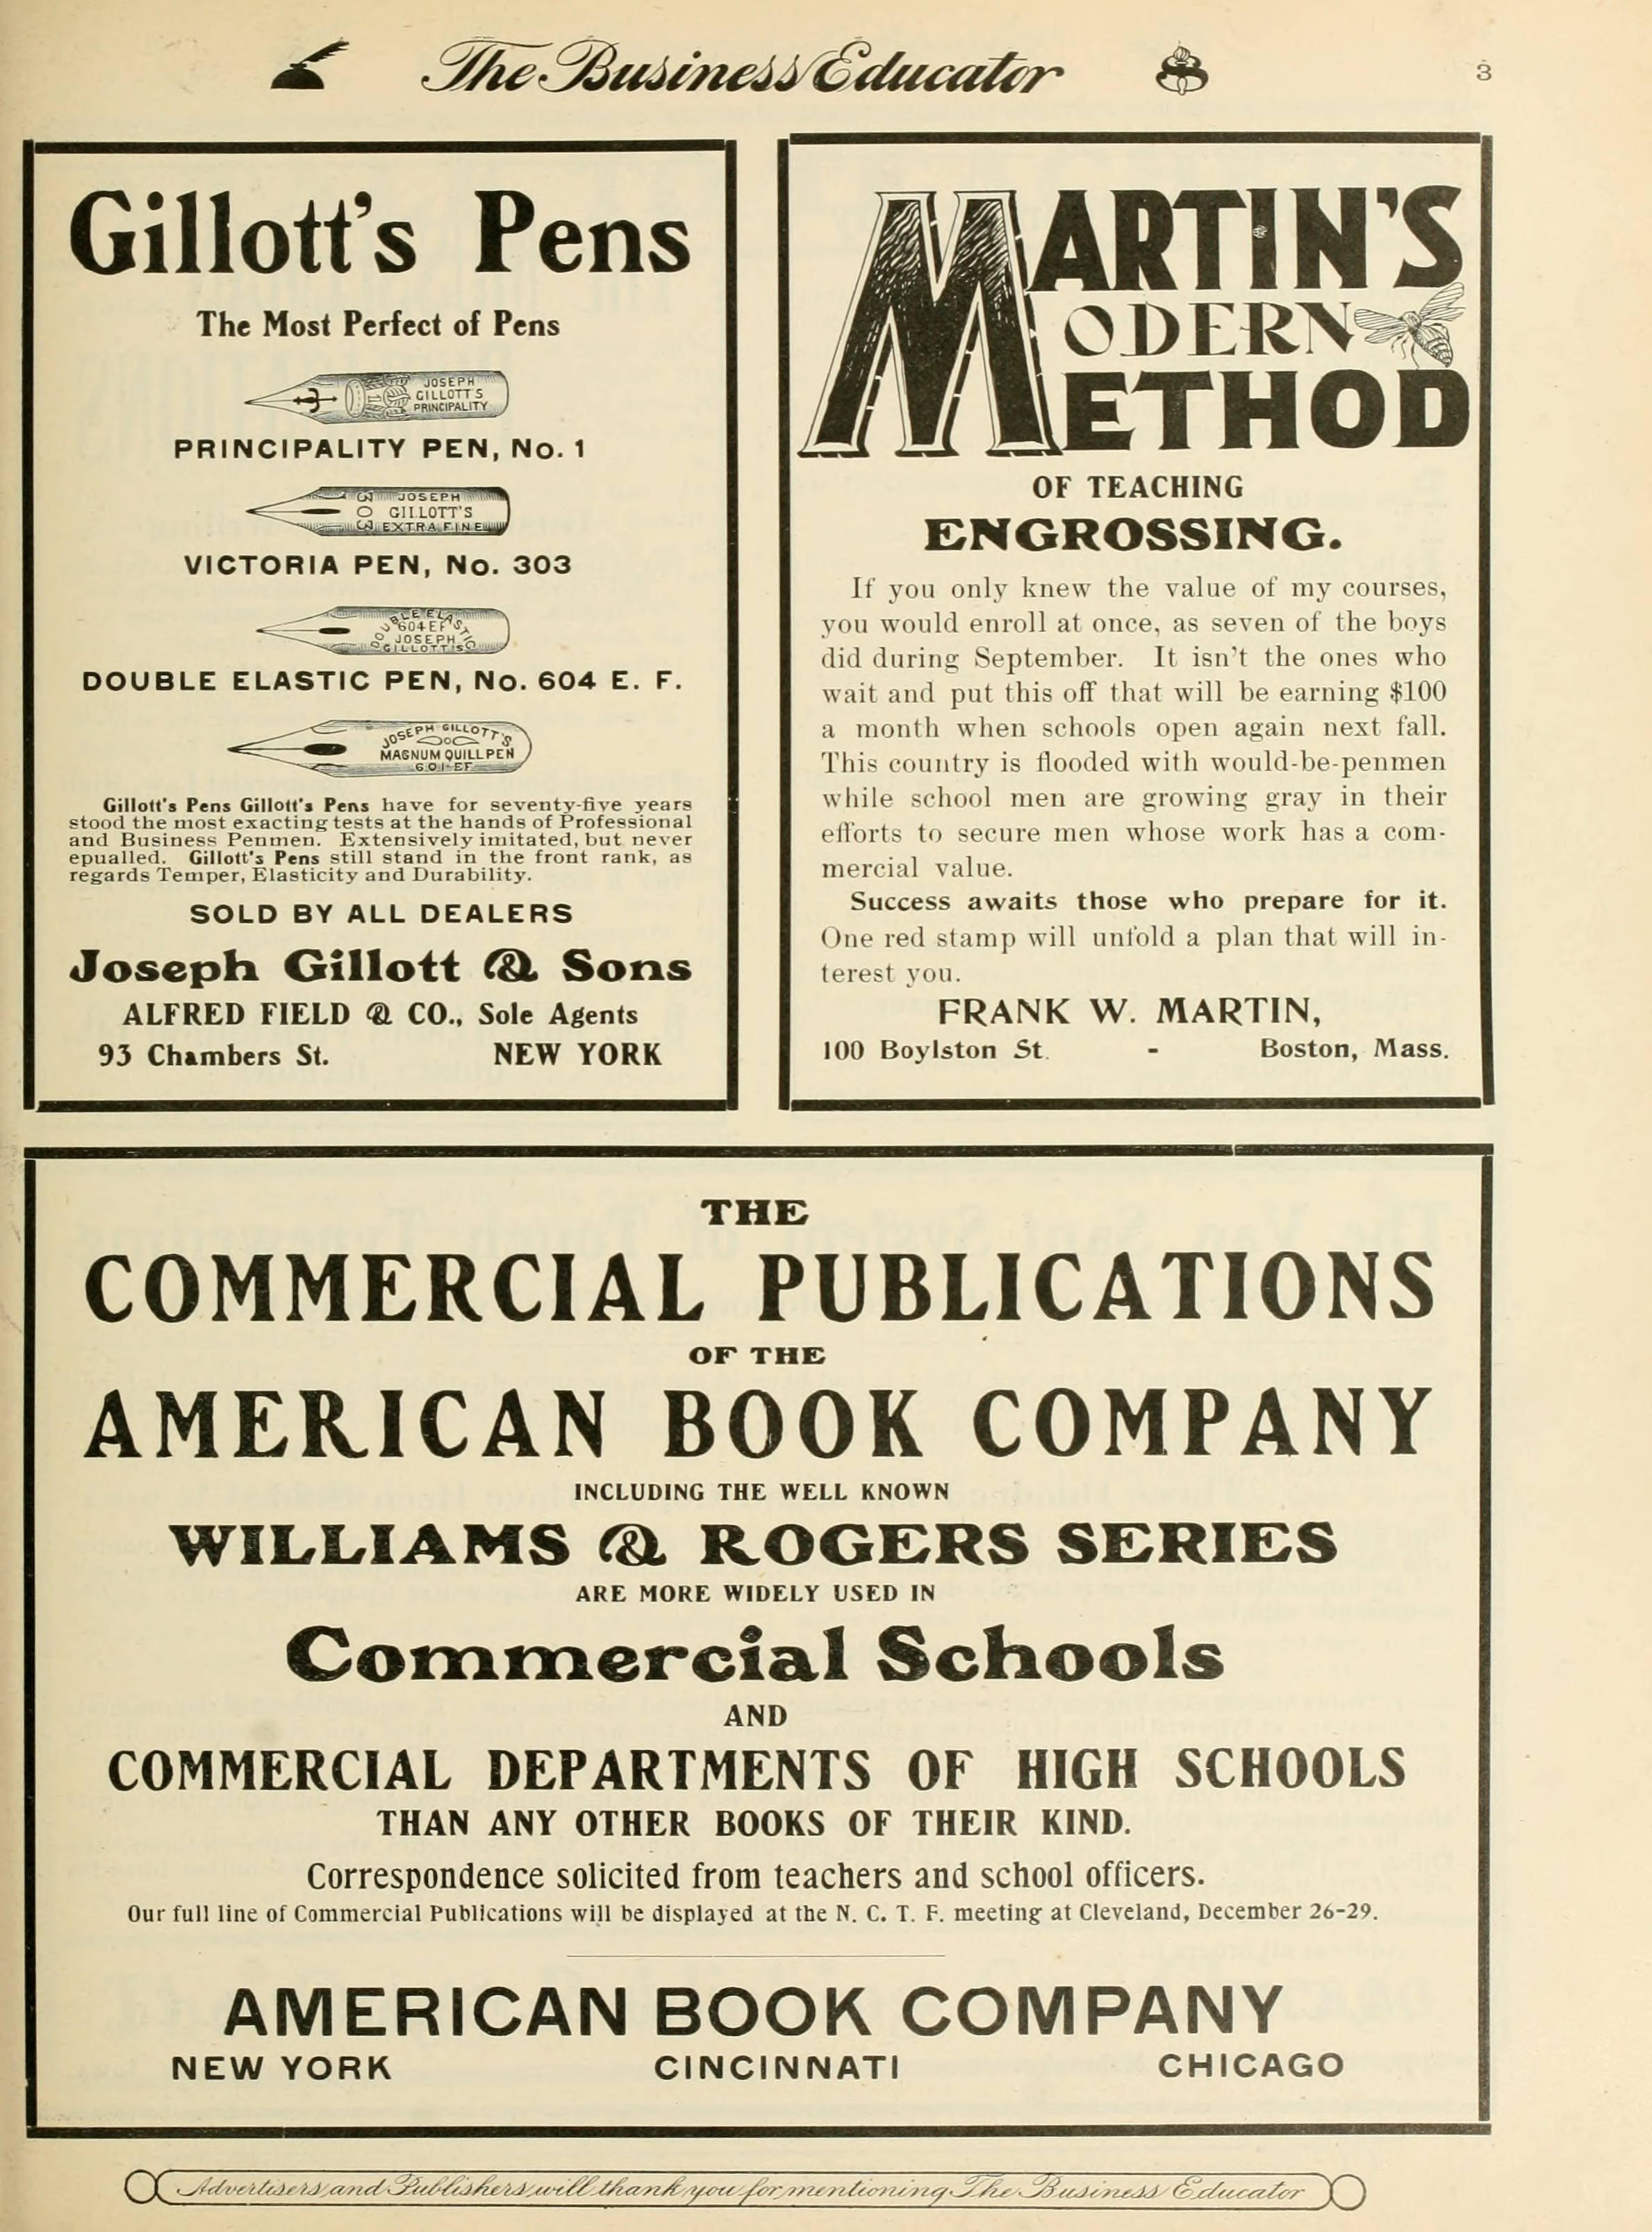 The Business Educator
3
Gillott's Pens
The Most Perfect of Pens
JOSEPH
GILLOTT'S
PRINCIPALITY
PRINCIPALITY PEN, No. 1
303
JOSEPH
GILLOTT'S
EXTRA FINE
VICTORIA PEN, No. 303
DOUBLE ELASTIC
604 EF
JOSEPH
GILLOTT'S
DOUBLE ELASTIC PEN, No. 604 E. F.
JOSEPH GILLOTT'S
MAGNUM QUILL PEN
601 EF
Gillott's Pens Gillott's Pens have for seventy-five years
stood the most exacting tests at the hands of Professional
and Business Penmen. Extensively imitated, but never
epualled. Gillott's Pens still stand in the front rank, as
regards Temper, Elasticity and Durability.
SOLD BY ALL DEALERS
Joseph Gillott & Sons
ALFRED FIELD & CO., Sole Agents
93 Chambers St. NEW YORK
MARTIN'S
MODERN
METHOD
OF TEACHING
ENGROSSING.
If you only knew the value of my courses,
you would enroll at once, as seven of the boys
did during September. It isn't the ones who
wait and put this off that will be earning $100
a month when schools open again next fall.
This country is flooded with would-be-penmen
while school men are growing gray in their
efforts to secure men whose work has a com-
mercial value.
Success awaits those who prepare for it.
One red stamp will unfold a plan that will in-
terest you.
FRANK W. MARTIN,
100 Boylston St. - Boston, Mass.
THE
COMMERCIAL PUBLICATIONS
OF THE
AMERICAN BOOK COMPANY
INCLUDING THE WELL KNOWN
WILLIAMS & ROGERS SERIES
ARE MORE WIDELY USED IN
Commercial Schools
AND
COMMERCIAL DEPARTMENTS OF HIGH SCHOOLS
THAN ANY OTHER BOOKS OF THEIR KIND.
Correspondence solicited from teachers and school officers.
Our full line of Commercial Publications will be displayed at the N. C. T. F. meeting at Cleveland, December 26-29.
AMERICAN BOOK COMPANY
NEW YORK CINCINNATI CHICAGO
Advertisers and Publishers will thank you for mentioning The Business Educator